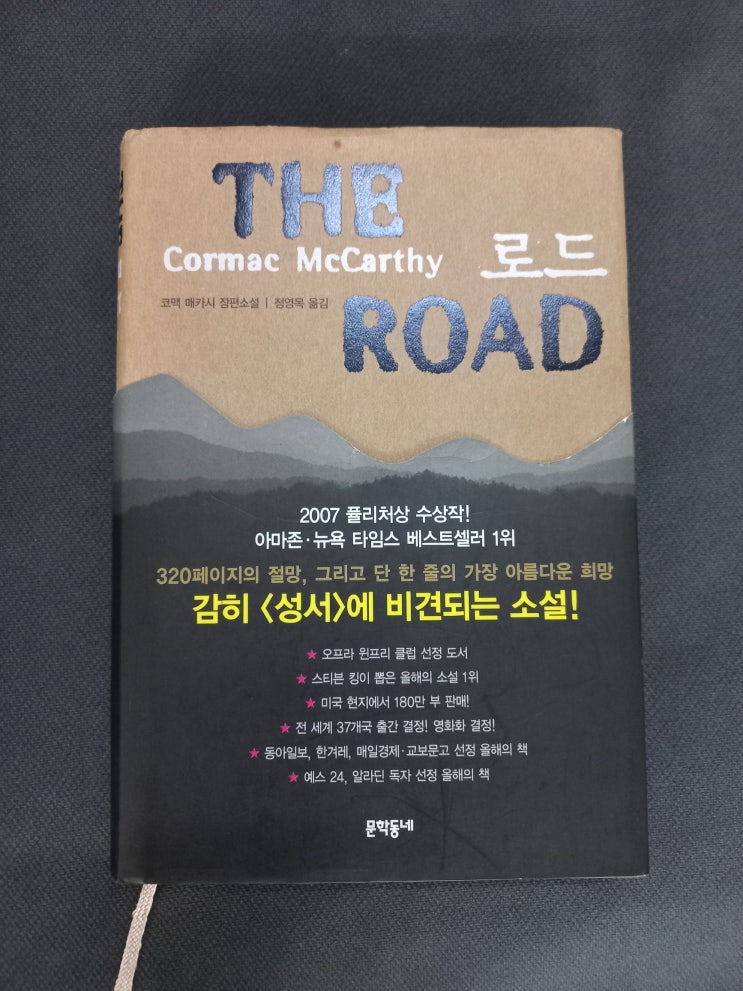 THE
Cormac McCarthy 로드
코맥 매카시 장편소설 | 정영목 옮김
ROAD
2007 퓰리처상 수상작!
아마존·뉴욕 타임스 베스트셀러 1위
320페이지의 절망, 그리고 단 한 줄의 가장 아름다운 희망
감히 <성서>에 비견되는 소설!
★ 오프라 윈프리 클럽 선정 도서
★ 스티븐 킹이 뽑은 올해의 소설 1위
★ 미국 현지에서 180만 부 판매!
★ 전 세계 37개국 출간 결정! 영화화 결정!
★ 동아일보, 한겨레, 매일경제·교보문고 선정 올해의 책
★ 예스 24, 알라딘 독자 선정 올해의 책
문학동네